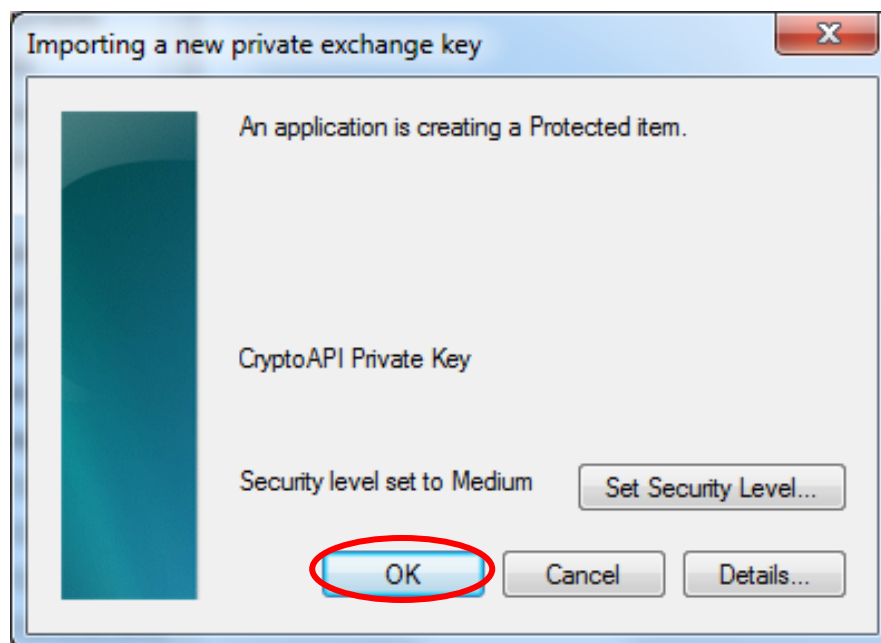 Importing a new private exchange key
An application is creating a Protected item.
CryptoAPI Private Key
Security level set to Medium
Set Security Level...
OK
Cancel
Details...